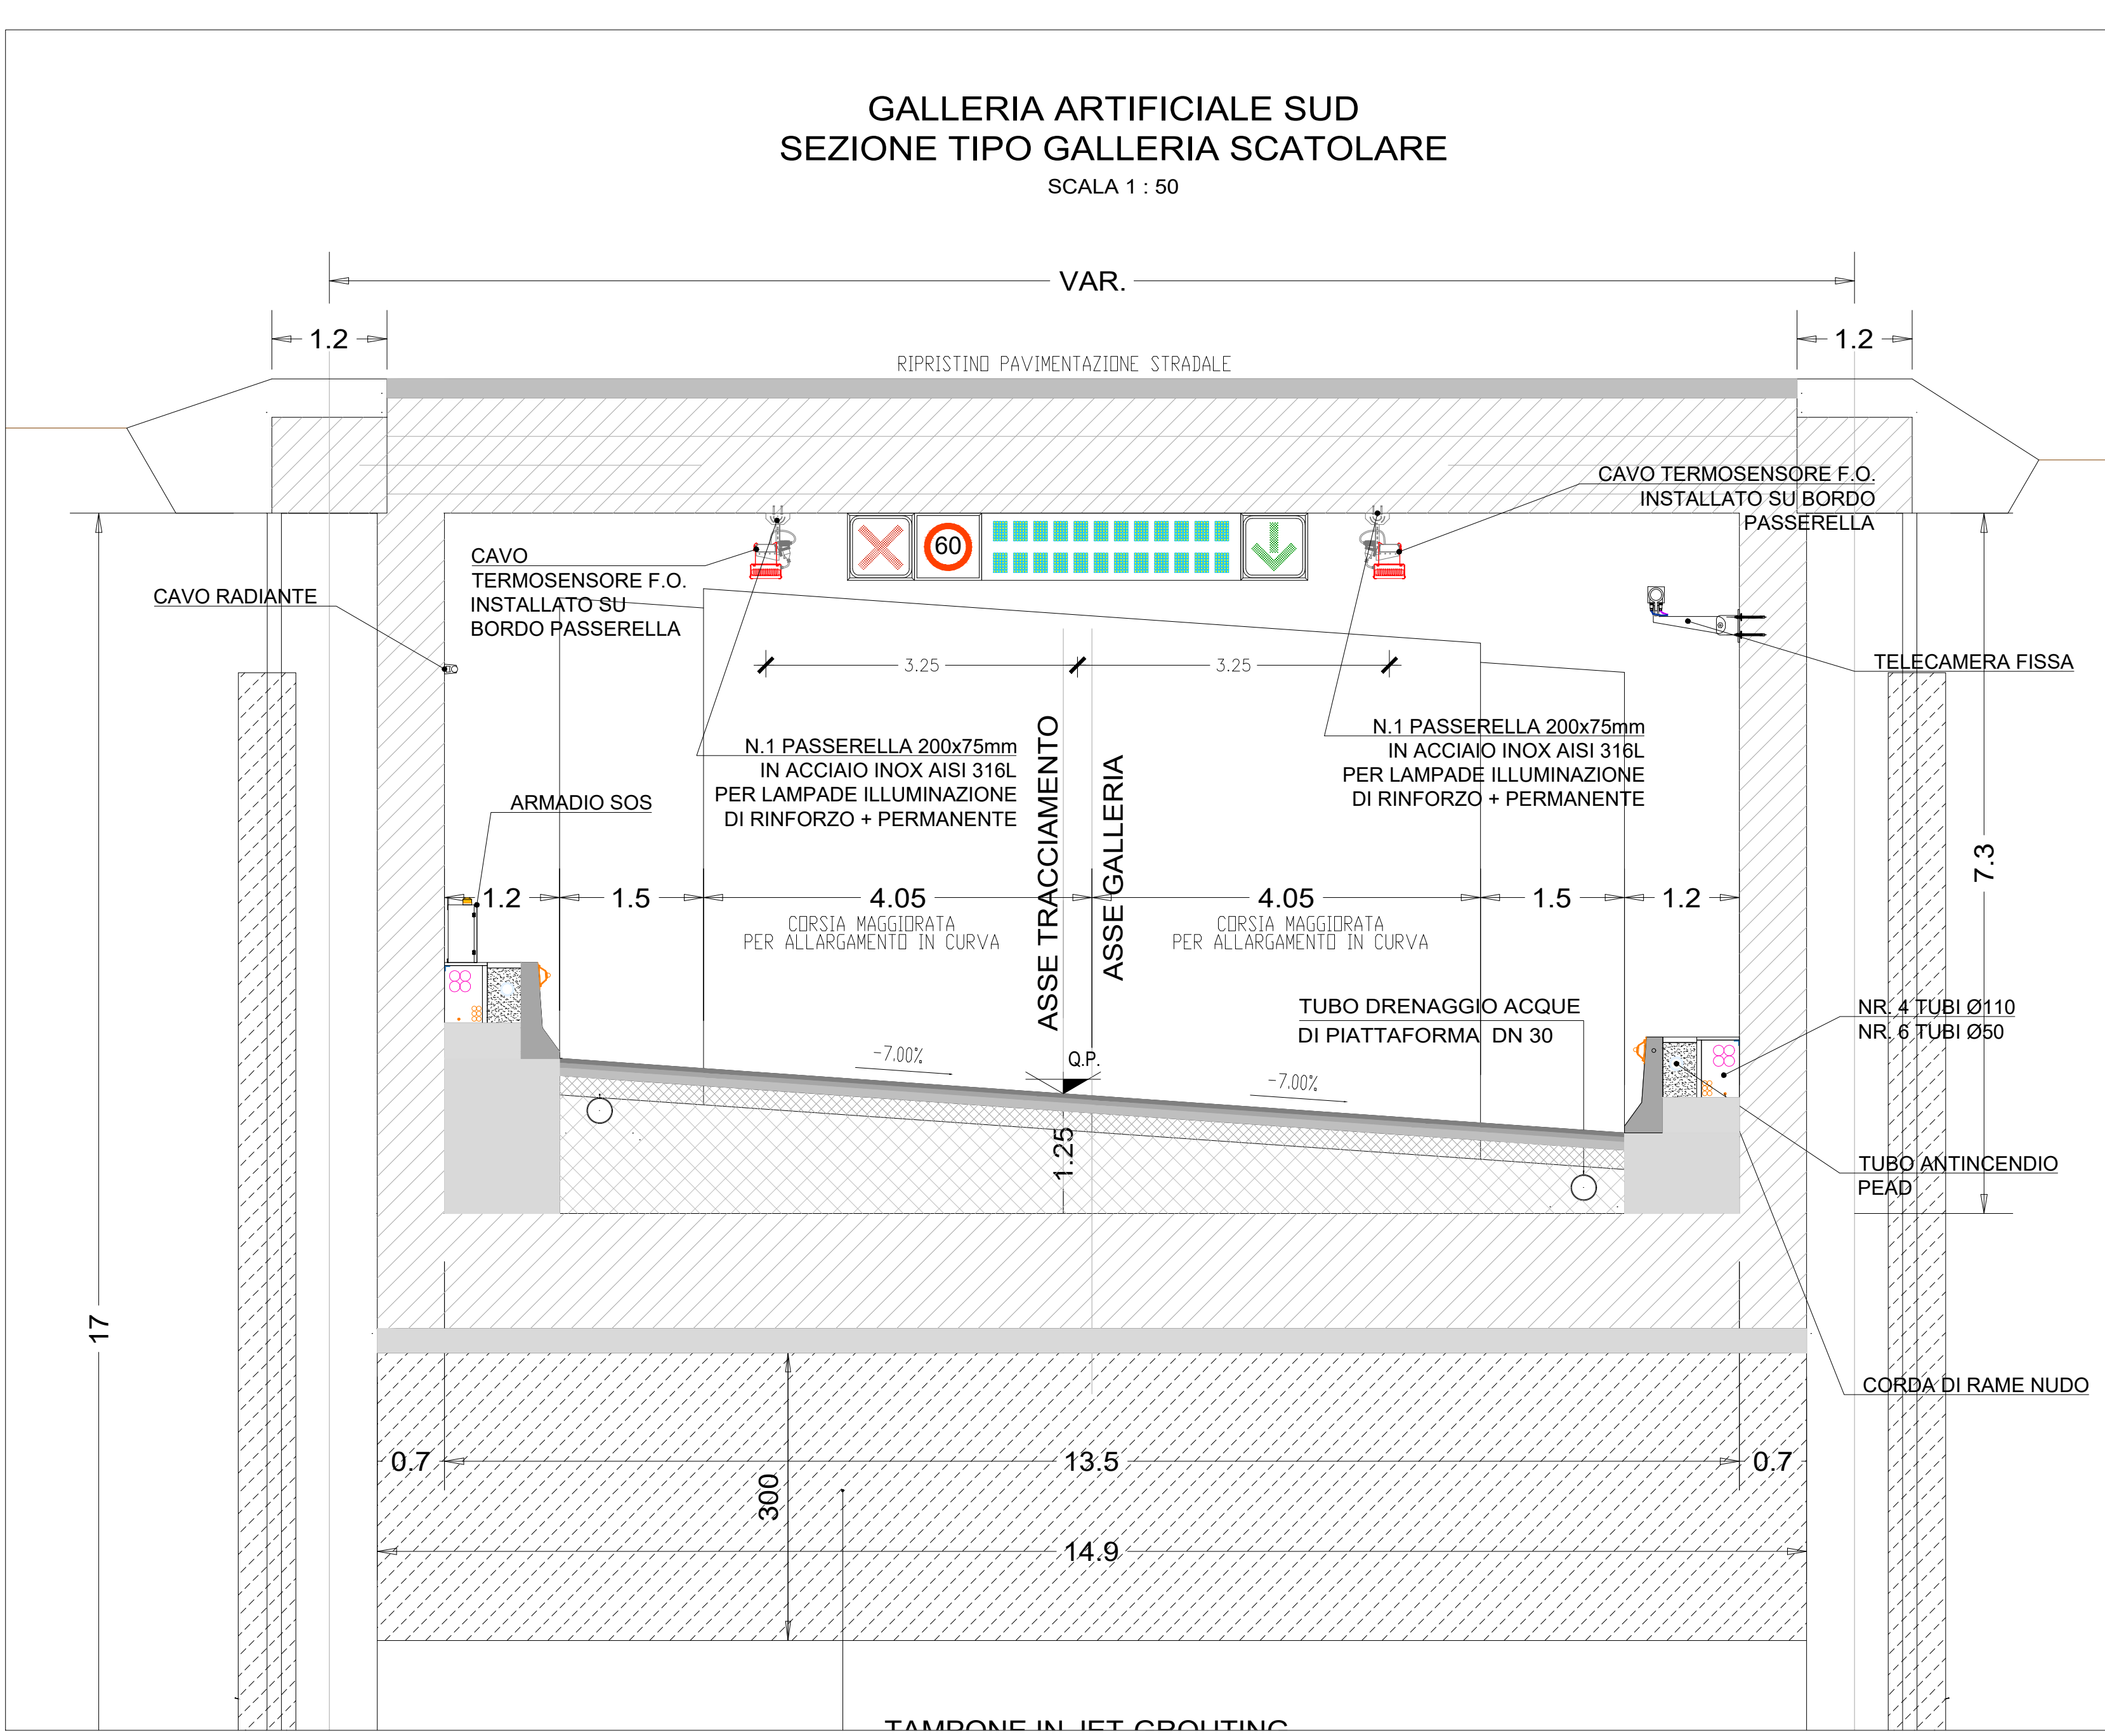 GALLERIA ARTIFICIALE SUD
SEZIONE TIPO GALLERIA SCATOLARE
SCALA 1 : 50
VAR.
1.2
1.2
RIPRISTINO PAVIMENTAZIONE STRADALE
CAVO TERMOSENSORE F.O.
INSTALLATO SU BORDO
PASSERELLA
60
CAVO
TERMOSENSORE F.O.
INSTALLATO SU
BORDO PASSERELLA
CAVO RADIANTE
TELECAMERA FISSA
3.25
3.25
N.1 PASSERELLA 200x75mm
IN ACCIAIO INOX AISI 316L
PER LAMPADE ILLUMINAZIONE
DI RINFORZO + PERMANENTE
N.1 PASSERELLA 200x75mm
IN ACCIAIO INOX AISI 316L
PER LAMPADE ILLUMINAZIONE
DI RINFORZO + PERMANENTE
ASSE TRACCIAMENTO
ASSE GALLERIA
ARMADIO SOS
7.3
1.2
1.5
4.05
4.05
1.5
1.2
CORSIA MAGGIORATA
PER ALLARGAMENTO IN CURVA
CORSIA MAGGIORATA
PER ALLARGAMENTO IN CURVA
TUBO DRENAGGIO ACQUE
DI PIATTAFORMA DN 30
NR. 4 TUBI Ø110
NR. 6 TUBI Ø50
-7.00%
Q.P.
-7.00%
1.25
TUBO ANTINCENDIO
PEAD
17
CORDA DI RAME NUDO
0.7
13.5
0.7
300
14.9
TAMPONE IN JET GROUTING